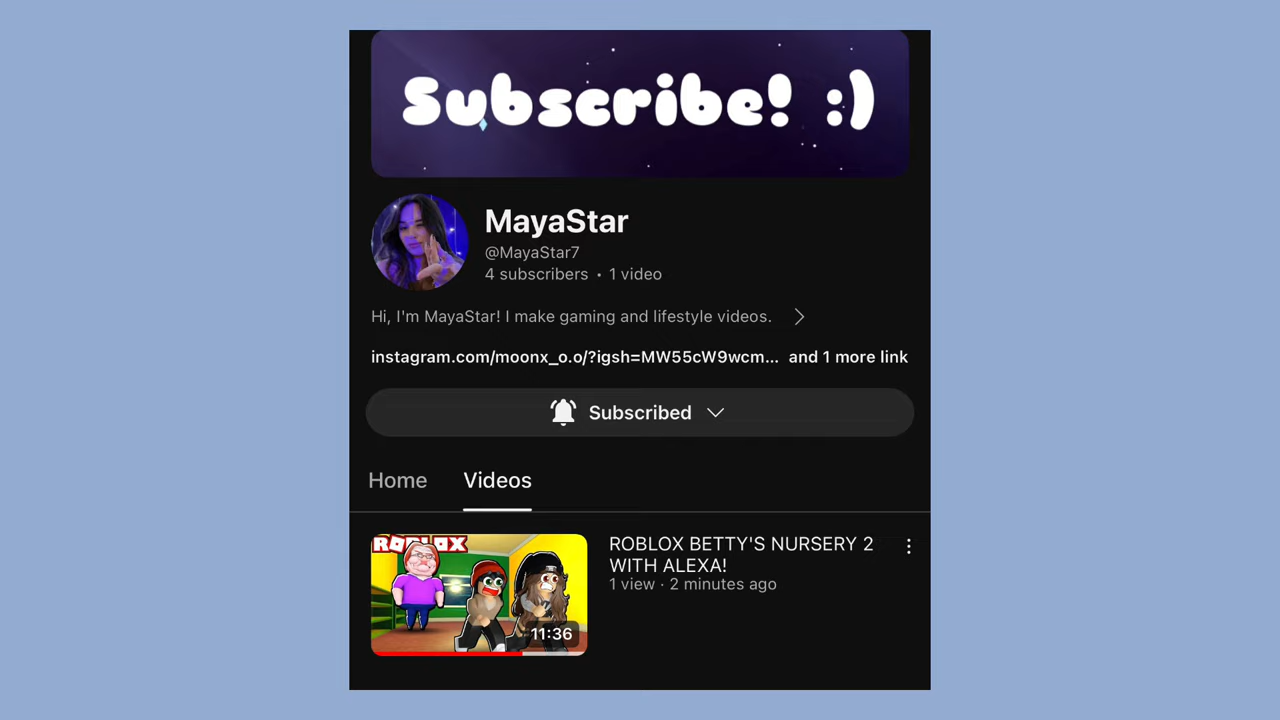 Subscribe! :)
MayaStar
@MayaStar7
4 subscribers • 1 video
Hi, I'm MayaStar! I make gaming and lifestyle videos.
instagram.com/moonx_o.o/?igsh=MW55cW9wcm... and 1 more link
Subscribed
Home Videos
ROBLOX
11:36
ROBLOX BETTY'S NURSERY 2
WITH ALEXA!
1 view · 2 minutes ago